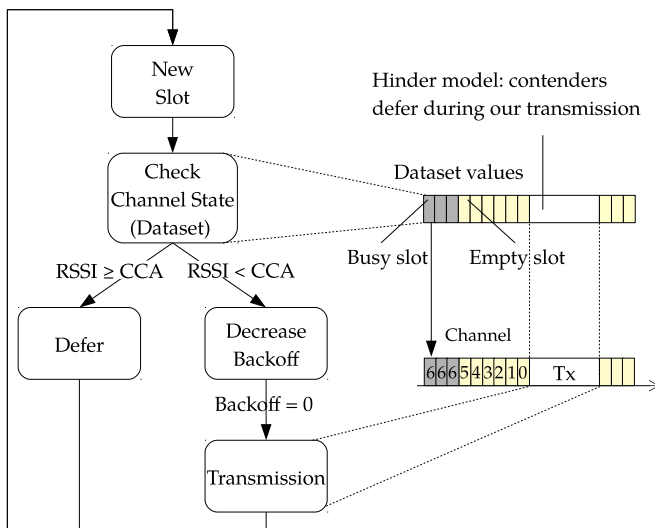 New
Slot
Check
Channel State
(Dataset)
RSSI ≥ CCA
RSSI < CCA
Defer
Decrease
Backoff
Backoff = 0
Transmission
Hinder model: contenders
defer during our transmission
Dataset values
Busy slot
Empty slot
Channel
6 6 6 5 4 3 2 1 0
Tx